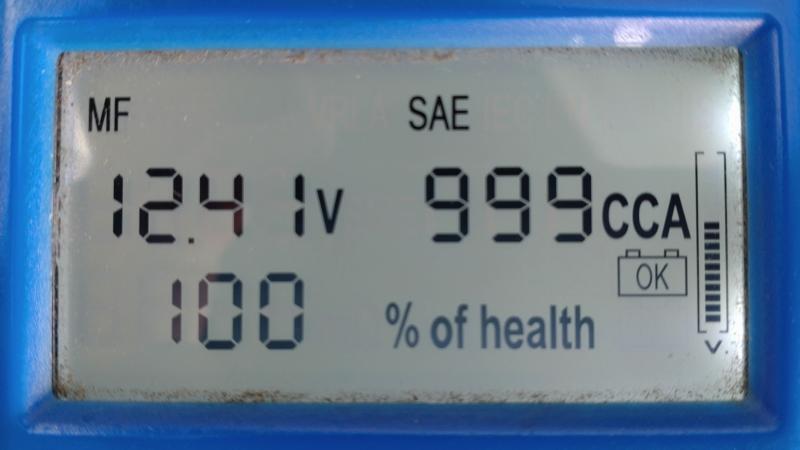 MF SAE
12.41V 999CCA
OK
100 % of health